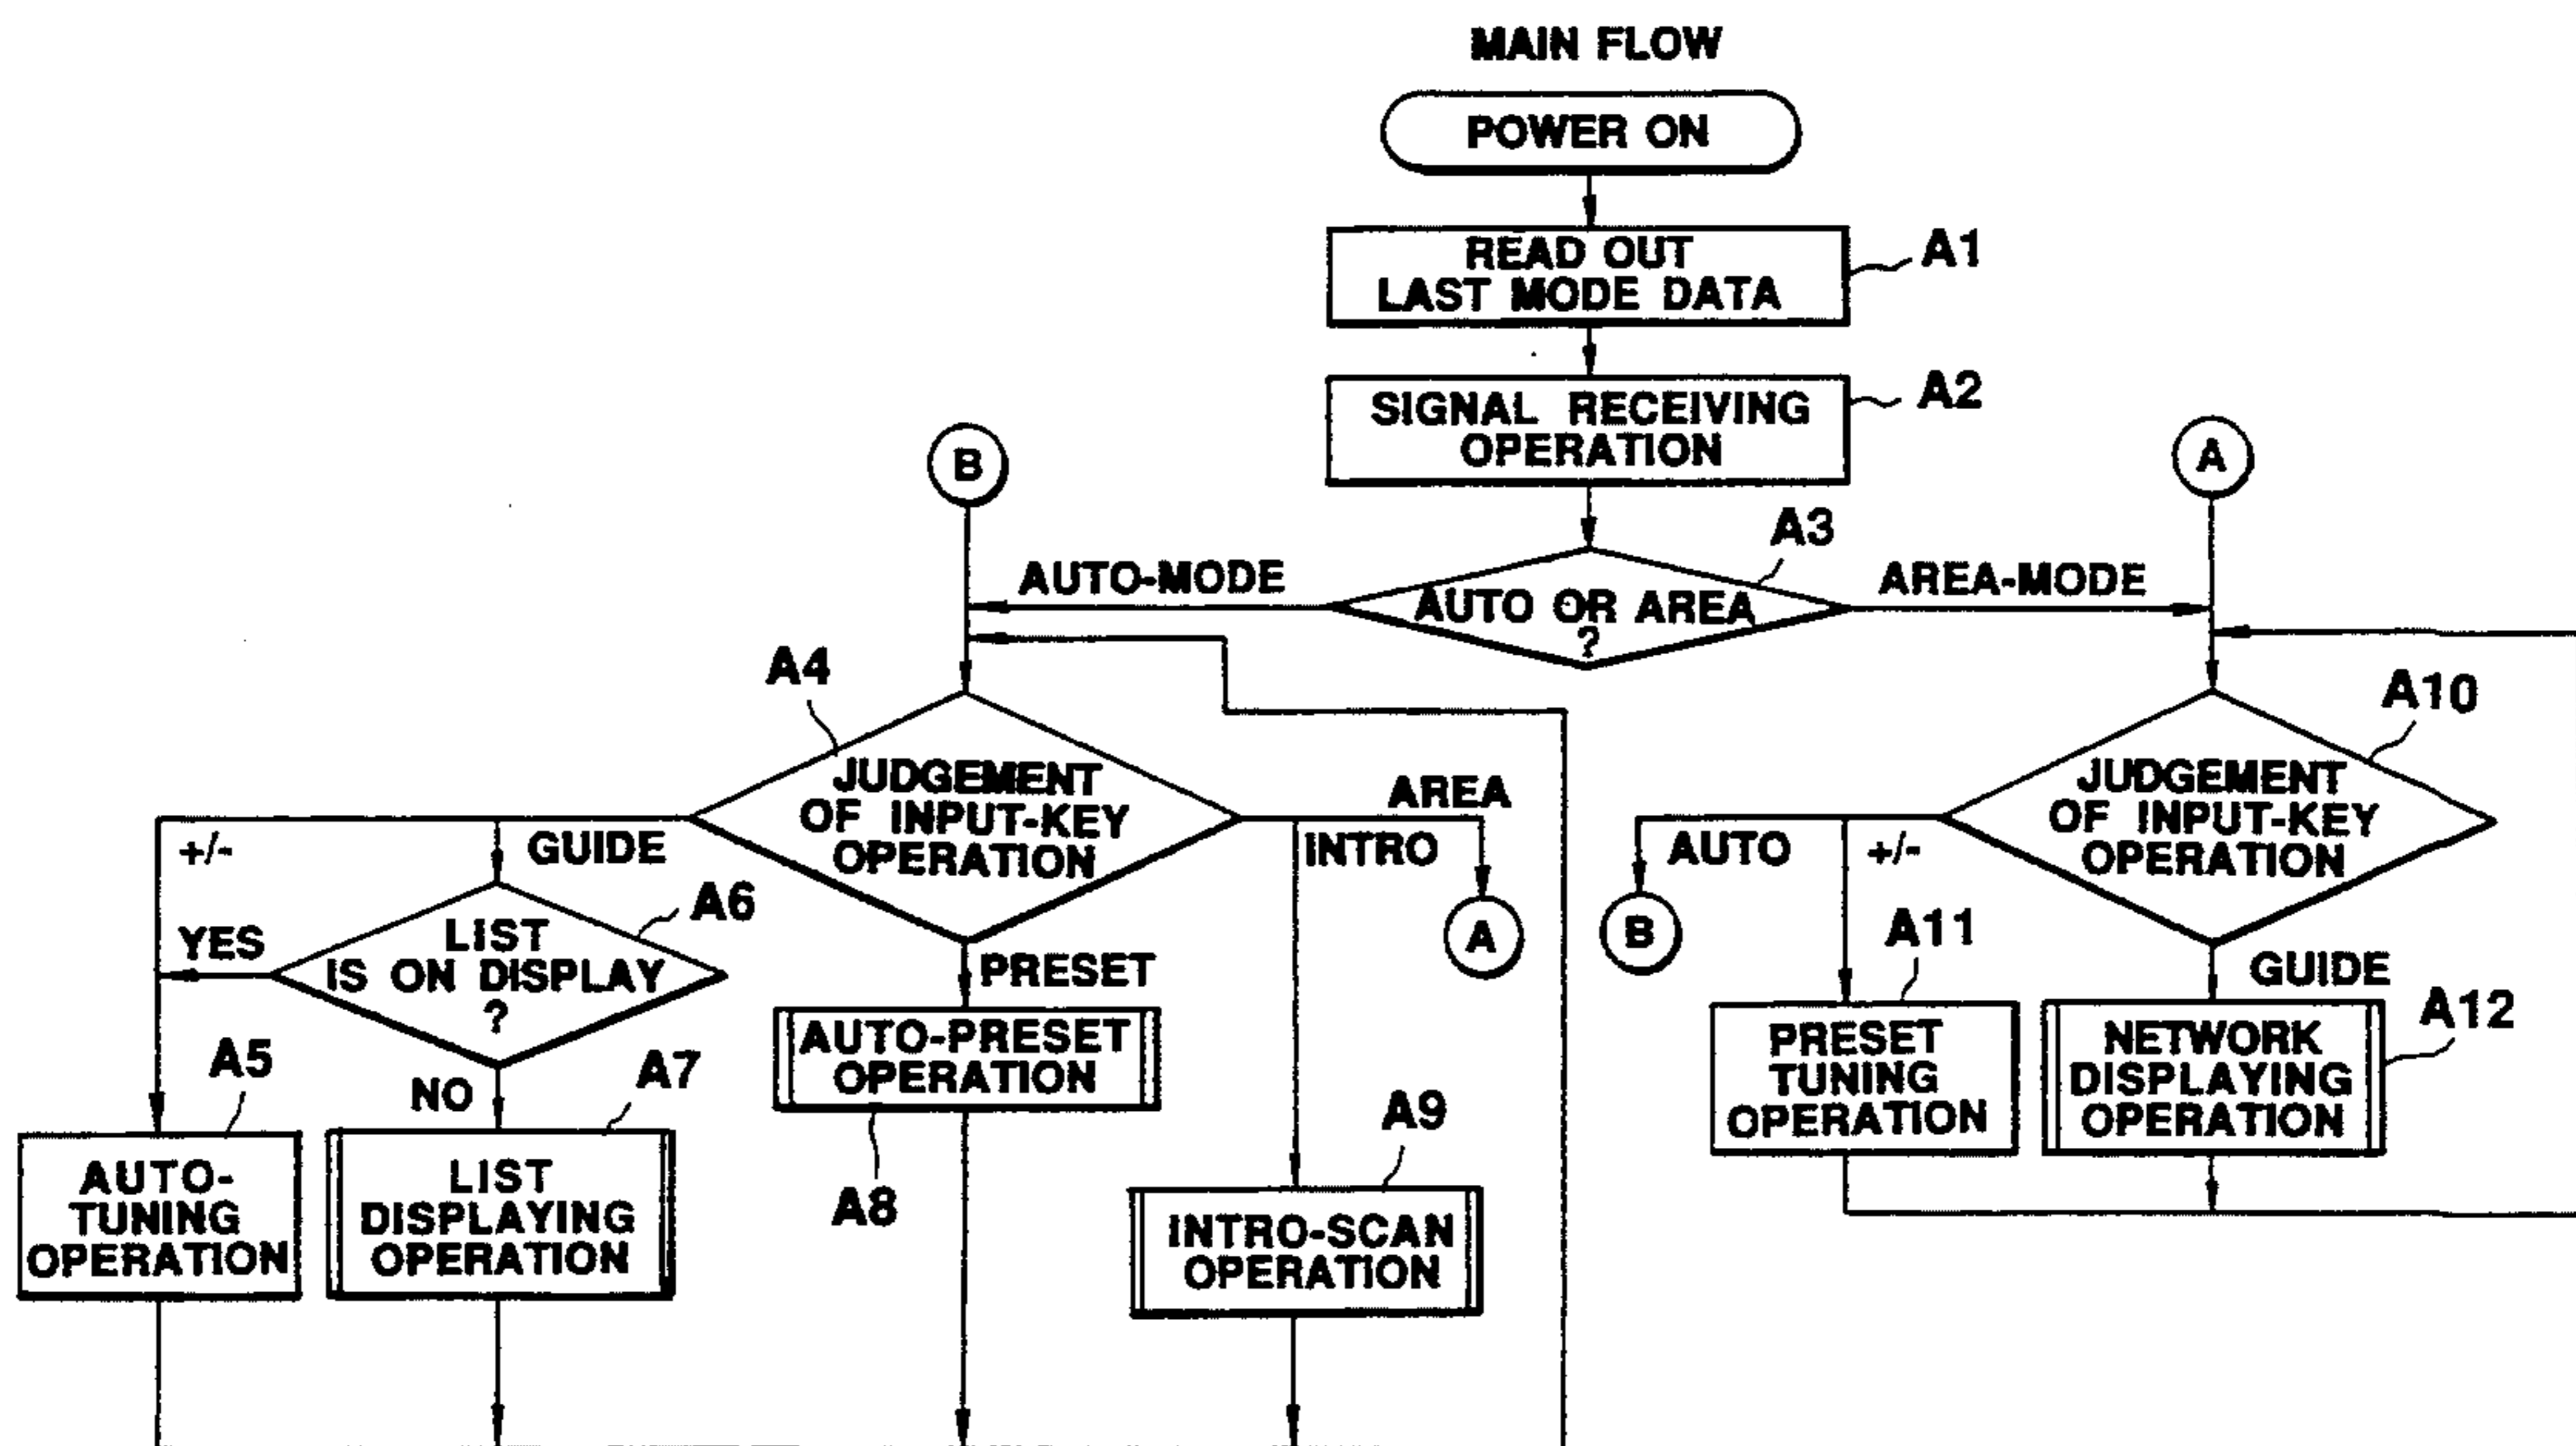 MAIN FLOW
POWER ON
READ OUT
LAST MODE DATA
A1
SIGNAL RECEIVING
OPERATION
A2
B
A
A3
AUTO-MODE
AUTO OR AREA
?
AREA-MODE
A4
JUDGEMENT
OF INPUT-KEY
OPERATION
A10
JUDGEMENT
OF INPUT-KEY
OPERATION
+/-
GUIDE
AREA
INTRO
A
AUTO
B
+/-
A6
YES
LIST
IS ON DISPLAY
?
PRESET
A11
GUIDE
A12
AUTO-PRESET
OPERATION
A8
PRESET
TUNING
OPERATION
NETWORK
DISPLAYING
OPERATION
A5
NO
A7
A9
AUTO-
TUNING
OPERATION
LIST
DISPLAYING
OPERATION
INTRO-SCAN
OPERATION